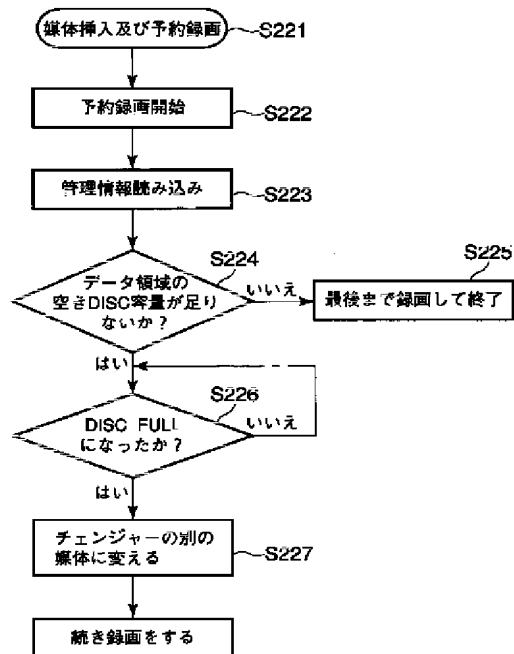 媒体挿入及び予約録画
S221
予約録画開始
S222
管理情報読み込み
S223
S224
データ領域の
空きDISC容量が足り
ないか?
いいえ
S225
最後まで録画して終了
はい
S226
DISC FULL
になったか?
いいえ
はい
チェンジャーの別の
媒体に変える
S227
続き録画をする